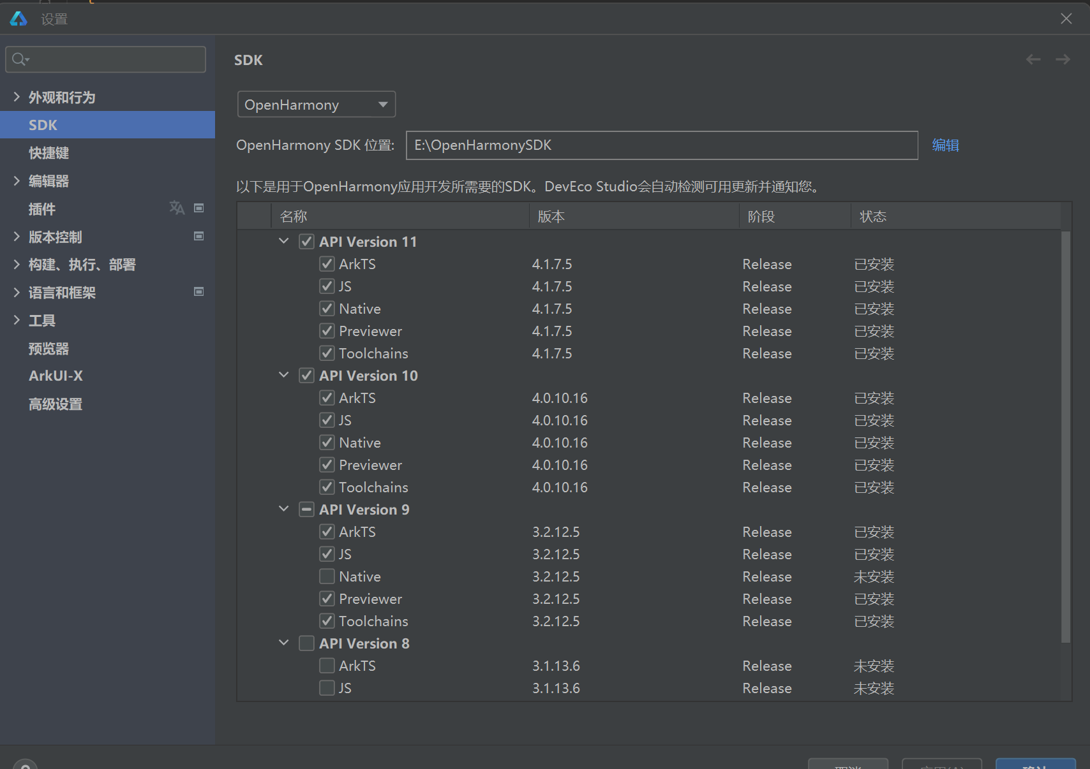 设置
SDK
外观和行为
SDK
快捷键
编辑器
插件
版本控制
构建、执行、部署
语言和框架
工具
预览器
ArkUI-X
高级设置
OpenHarmony
OpenHarmony SDK 位置: E:\OpenHarmonySDK 编辑
以下是用于OpenHarmony应用开发所需要的SDK。DevEco Studio会自动检测可用更新并通知您。
名称 版本 阶段 状态
API Version 11
ArkTS 4.1.7.5 Release 已安装
JS 4.1.7.5 Release 已安装
Native 4.1.7.5 Release 已安装
Previewer 4.1.7.5 Release 已安装
Toolchains 4.1.7.5 Release 已安装
API Version 10
ArkTS 4.0.10.16 Release 已安装
JS 4.0.10.16 Release 已安装
Native 4.0.10.16 Release 已安装
Previewer 4.0.10.16 Release 已安装
Toolchains 4.0.10.16 Release 已安装
API Version 9
ArkTS 3.2.12.5 Release 已安装
JS 3.2.12.5 Release 已安装
Native 3.2.12.5 Release 未安装
Previewer 3.2.12.5 Release 已安装
Toolchains 3.2.12.5 Release 已安装
API Version 8
ArkTS 3.1.13.6 Release 未安装
JS 3.1.13.6 Release 未安装